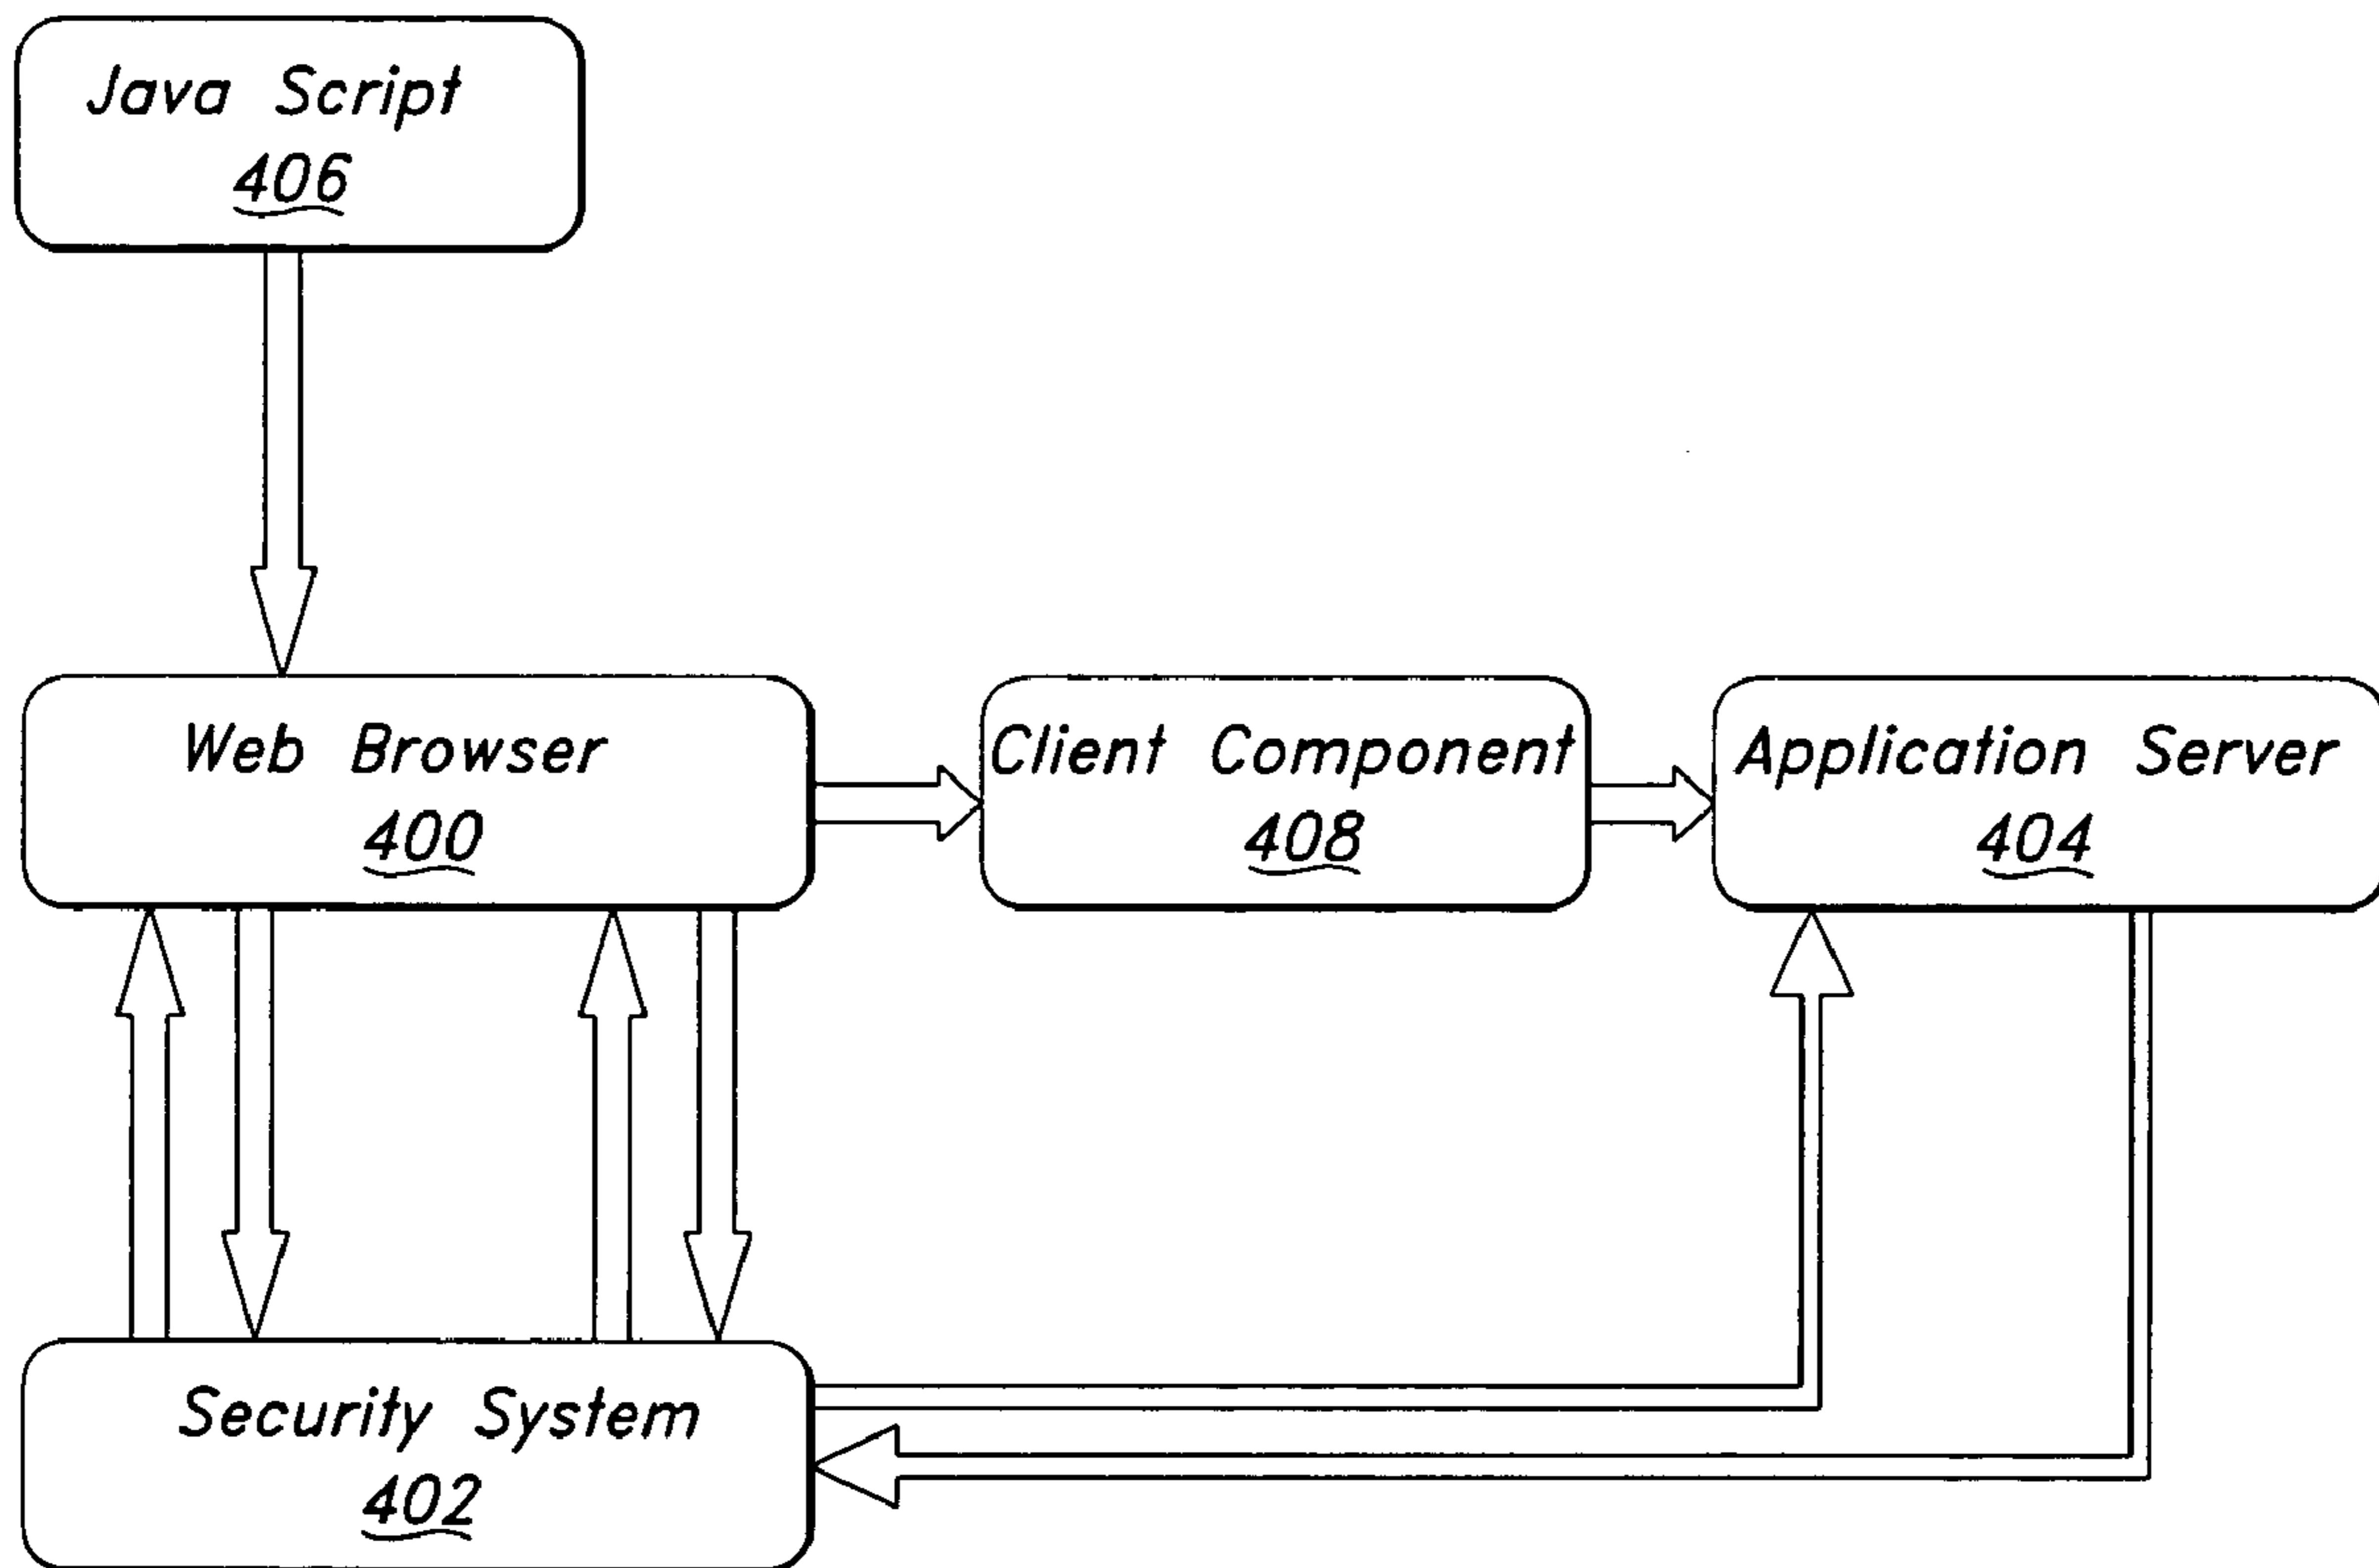 Java Script
406
Web Browser
400
Client Component
408
Application Server
404
Security System
402